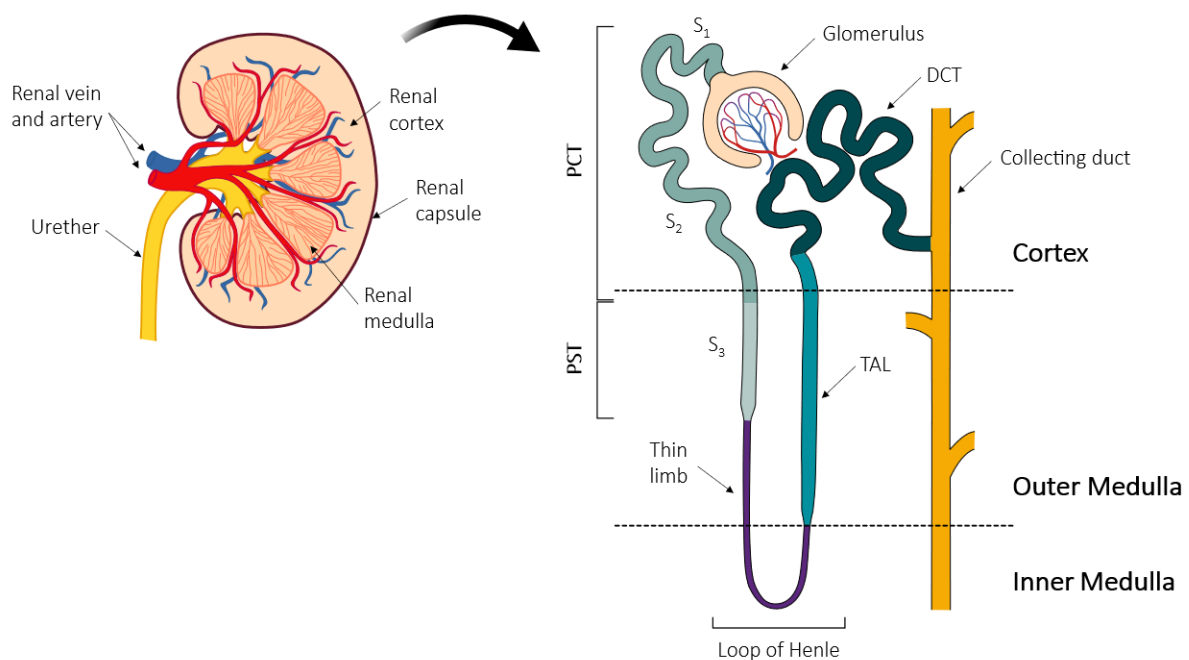 Renal vein
and artery
Urether
Renal
cortex
Renal
capsule
Renal
medulla
PCT
PST
S1
S2
S3
Glomerulus
DCT
Collecting duct
Cortex
TAL
Thin
limb
Outer Medulla
Inner Medulla
Loop of Henle